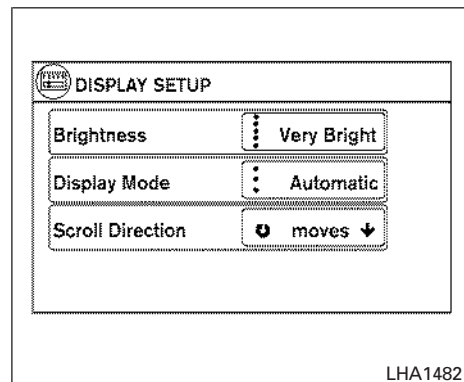 DISPLAY SETUP
Brightness Very Bright
Display Mode Automatic
Scroll Direction moves
LHA1482